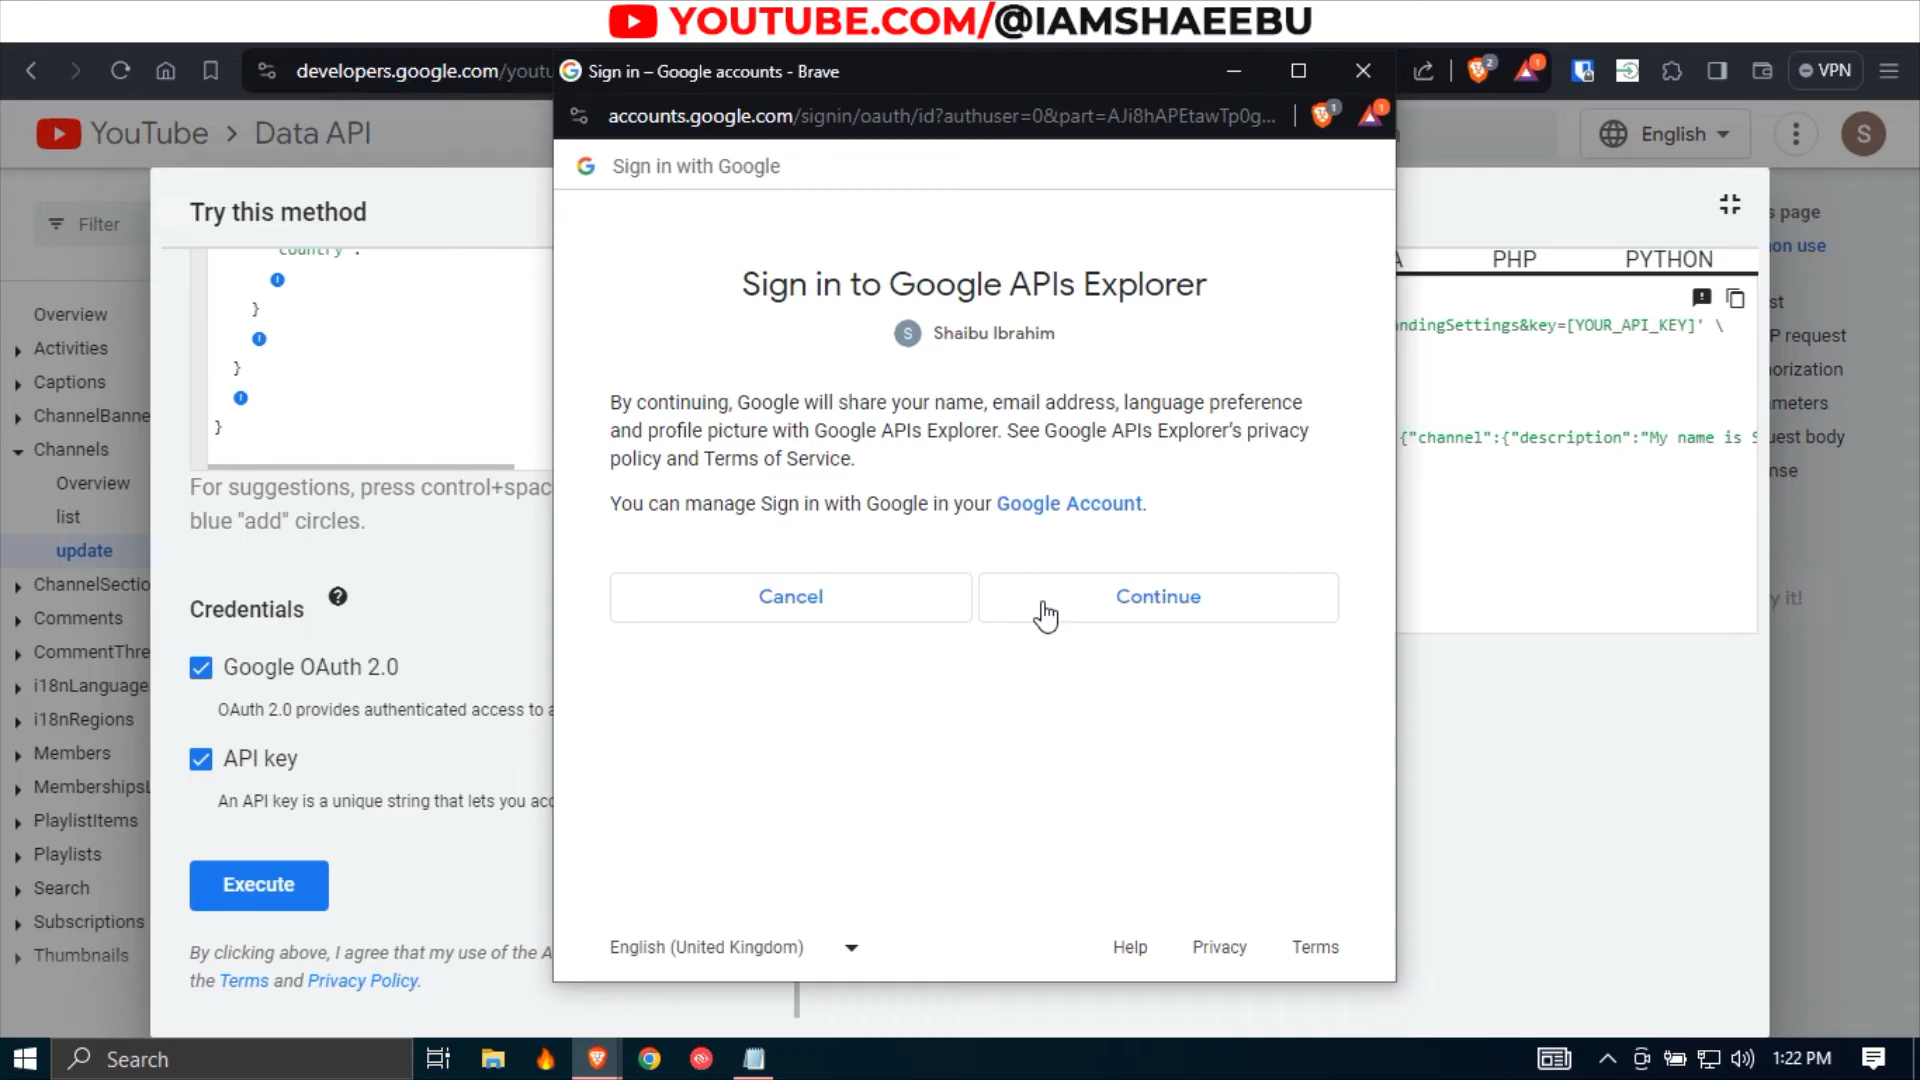 YOUTUBE.COM/@IAMSHAEEBU
developers.google.com/youtu
Sign in – Google accounts - Brave
2
1
VPN
accounts.google.com/signin/oauth/id?authuser=0&part=AJi8hAPEtawTp0g...
1
1
YouTube > Data API
English
S
Sign in with Google
Try this method
Filter
s page
on use
country".
A
PHP
PYTHON
Sign in to Google APIs Explorer
S Shaibu Ibrahim
}
}
}
ndingSettings&key=[YOUR_API_KEY]' \
{"channel":{"description":"My name is S
Overview
Activities
Captions
ChannelBanne
Channels
Overview
list
update
ChannelSectio
Comments
CommentThre
i18nLanguage
i18nRegions
Members
MembershipsL
PlaylistItems
Playlists
Search
Subscriptions
Thumbnails
By continuing, Google will share your name, email address, language preference
and profile picture with Google APIs Explorer. See Google APIs Explorer's privacy
policy and Terms of Service.
You can manage Sign in with Google in your Google Account.
Cancel
Continue
For suggestions, press control+spac
blue "add" circles.
Credentials
Google OAuth 2.0
OAuth 2.0 provides authenticated access to a
API key
An API key is a unique string that lets you acc
Execute
By clicking above, I agree that my use of the A
the Terms and Privacy Policy.
English (United Kingdom)
Help
Privacy
Terms
st
P request
orization
meters
uest body
nse
y it!
Search
1:22 PM